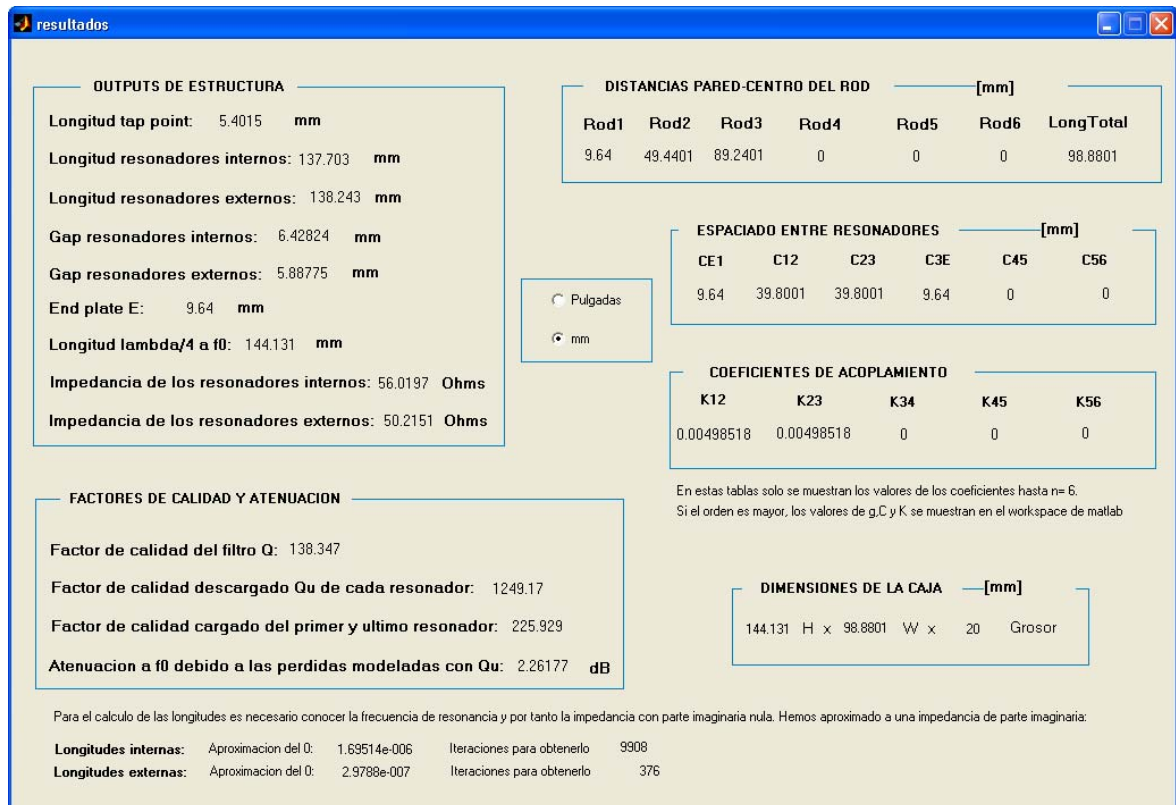 resultados
OUTPUTS DE ESTRUCTURA
Longitud tap point: 5.4015 mm
Longitud resonadores internos: 137.703 mm
Longitud resonadores externos: 138.243 mm
Gap resonadores internos: 6.42824 mm
Gap resonadores externos: 5.88775 mm
End plate E: 9.64 mm
Longitud lambda/4 a f0: 144.131 mm
Impedancia de los resonadores internos: 56.0197 Ohms
Impedancia de los resonadores externos: 50.2151 Ohms
DISTANCIAS PARED-CENTRO DEL ROD [mm]
Rod1 Rod2 Rod3 Rod4 Rod5 Rod6 LongTotal
9.64 49.4401 89.2401 0 0 0 98.8801
ESPACIADO ENTRE RESONADORES [mm]
CE1 C12 C23 C3E C45 C56
9.64 39.8001 39.8001 9.64 0 0
Pulgadas
mm
COEFICIENTES DE ACOPLAMIENTO
K12 K23 K34 K45 K56
0.00498518 0.00498518 0 0 0
En estas tablas solo se muestran los valores de los coeficientes hasta n= 6.
Si el orden es mayor, los valores de g,C y K se muestran en el workspace de matlab
FACTORES DE CALIDAD Y ATENUACION
Factor de calidad del filtro Q: 138.347
Factor de calidad descargado Qu de cada resonador: 1249.17
Factor de calidad cargado del primer y ultimo resonador: 225.929
Atenuacion a f0 debido a las perdidas modeladas con Qu: 2.26177 dB
DIMENSIONES DE LA CAJA [mm]
144.131 H x 98.8801 W x 20 Grosor
Para el calculo de las longitudes es necesario conocer la frecuencia de resonancia y por tanto la impedancia con parte imaginaria nula. Hemos aproximado a una impedancia de parte imaginaria:
Longitudes internas: Aproximacion del 0: 1.69514e-006 Iteraciones para obtenerlo 9908
Longitudes externas: Aproximacion del 0: 2.9788e-007 Iteraciones para obtenerlo 376